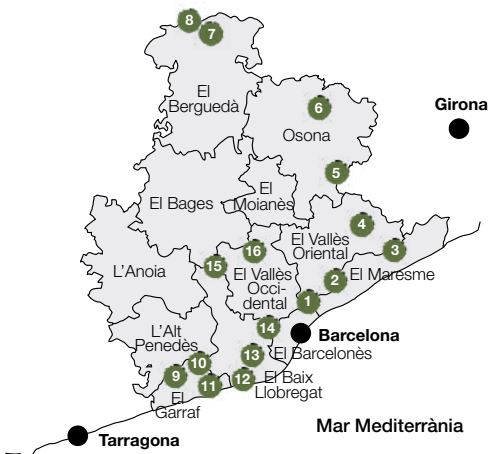 8
7
El
Berguedà
6
Girona
Osona
5
El Bages
El
Moianès
4
El Vallès
Oriental
3
16
15
L'Anoia
El Vallès
Occi-
dental
2
El Maresme
1
L'Alt
Penedès
14
Barcelona
13
El Barcelonès
10
9
11
12
El Baix
Llobregat
El
Garraf
Mar Mediterrània
Tarragona